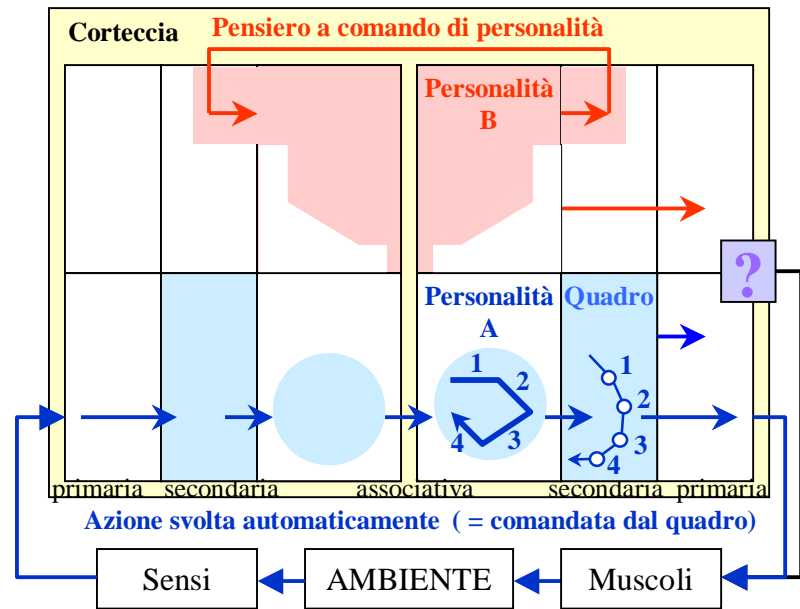 Corteccia
Pensiero a comando di personalità
Personalità
B
?
Personalità
A
Quadro
1
2
3
4
1
2
3
4
primaria secondaria associativa secondaria primaria
Azione svolta automaticamente ( = comandata dal quadro)
Sensi
AMBIENTE
Muscoli